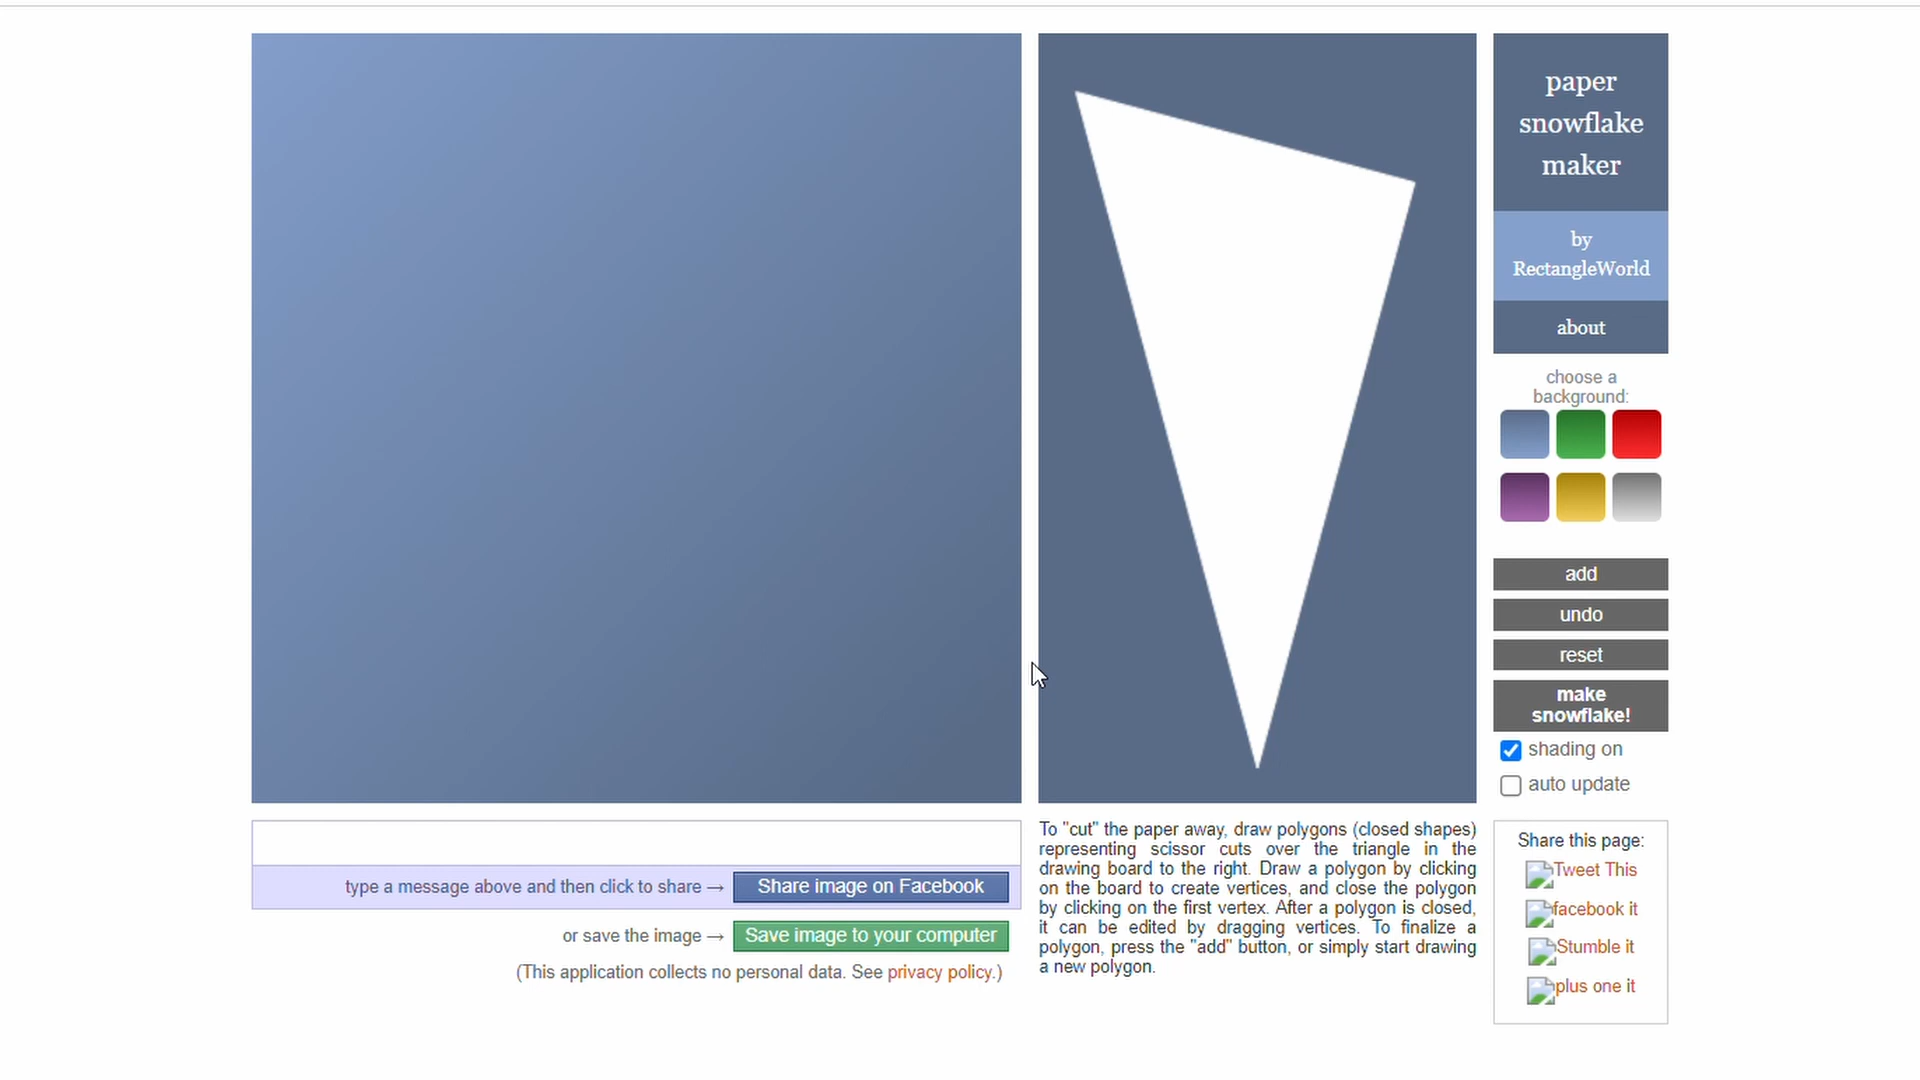 paper
snowflake
maker
by
RectangleWorld
about
choose a
background:
add
undo
reset
make
snowflake!
shading on
auto update
type a message above and then click to share → Share image on Facebook
or save the image → Save image to your computer
(This application collects no personal data. See privacy policy.)
To "cut" the paper away, draw polygons (closed shapes)
representing scissor cuts over the triangle in the
drawing board to the right. Draw a polygon by clicking
on the board to create vertices, and close the polygon
by clicking on the first vertex. After a polygon is closed,
it can be edited by dragging vertices. To finalize a
polygon, press the "add" button, or simply start drawing
a new polygon.
Share this page:
Tweet This
facebook it
Stumble it
plus one it